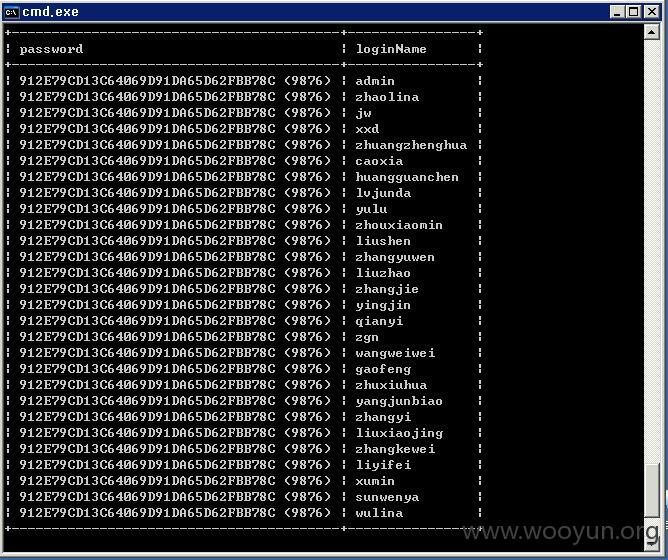 cmd.exe
password | loginName
912E79CD13C64069D91DA65D62FBB78C (9876) | admin
912E79CD13C64069D91DA65D62FBB78C (9876) | zhaolina
912E79CD13C64069D91DA65D62FBB78C (9876) | jw
912E79CD13C64069D91DA65D62FBB78C (9876) | xxd
912E79CD13C64069D91DA65D62FBB78C (9876) | zhuangzhenghua
912E79CD13C64069D91DA65D62FBB78C (9876) | caoxia
912E79CD13C64069D91DA65D62FBB78C (9876) | huangguanchen
912E79CD13C64069D91DA65D62FBB78C (9876) | lvjunda
912E79CD13C64069D91DA65D62FBB78C (9876) | yulu
912E79CD13C64069D91DA65D62FBB78C (9876) | zhouxiaomin
912E79CD13C64069D91DA65D62FBB78C (9876) | liushen
912E79CD13C64069D91DA65D62FBB78C (9876) | zhangyuwen
912E79CD13C64069D91DA65D62FBB78C (9876) | liuzhao
912E79CD13C64069D91DA65D62FBB78C (9876) | zhangjie
912E79CD13C64069D91DA65D62FBB78C (9876) | yingjin
912E79CD13C64069D91DA65D62FBB78C (9876) | qianyi
912E79CD13C64069D91DA65D62FBB78C (9876) | zgn
912E79CD13C64069D91DA65D62FBB78C (9876) | wangweiwei
912E79CD13C64069D91DA65D62FBB78C (9876) | gaofeng
912E79CD13C64069D91DA65D62FBB78C (9876) | zhuxiuhua
912E79CD13C64069D91DA65D62FBB78C (9876) | yangjunbiao
912E79CD13C64069D91DA65D62FBB78C (9876) | zhangyi
912E79CD13C64069D91DA65D62FBB78C (9876) | liuxiaojing
912E79CD13C64069D91DA65D62FBB78C (9876) | zhangkewei
912E79CD13C64069D91DA65D62FBB78C (9876) | liyifei
912E79CD13C64069D91DA65D62FBB78C (9876) | xumin
912E79CD13C64069D91DA65D62FBB78C (9876) | sunwenya
912E79CD13C64069D91DA65D62FBB78C (9876) | wulina
www.wooyun.org